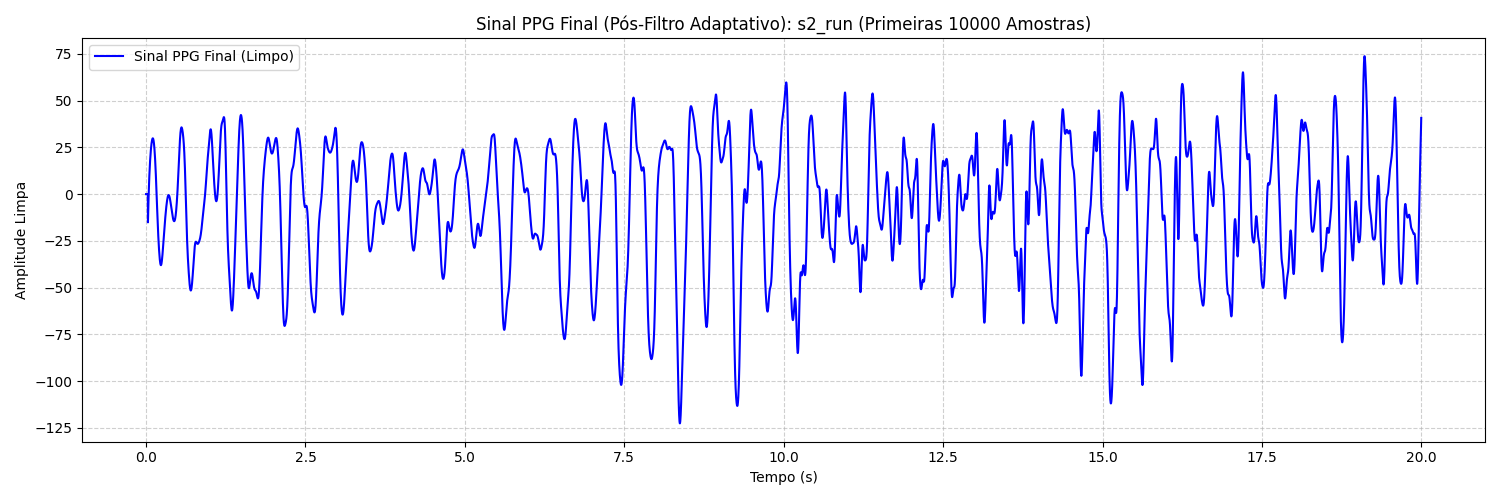 Sinal PPG Final (Pós-Filtro Adaptativo): s2_run (Primeiras 10000 Amostras)
Sinal PPG Final (Limpo)
Amplitude Limpa
75
50
25
0
−25
−50
−75
−100
−125
0.0 2.5 5.0 7.5 10.0 12.5 15.0 17.5 20.0
Tempo (s)